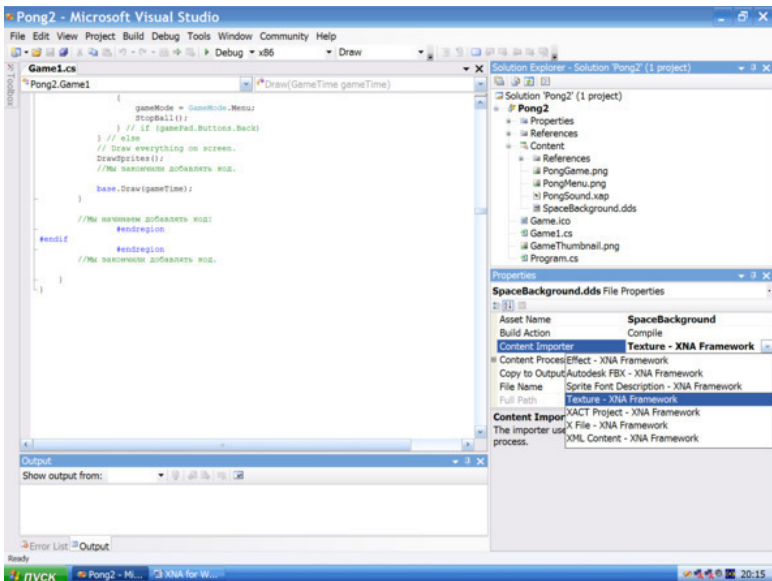 Pong2 - Microsoft Visual Studio
File Edit View Project Build Debug Tools Window Community Help
Debug x86 Draw
Game1.cs
Toolbox
Pong2.Game1
Draw(GameTime gameTime)
{
gameMode = GameMode.Menu;
StopBall();
} // if (gamePad.Buttons.Back)
} // else
// Draw everything on screen.
DrawSprites();
//Мы закончили добавлять код.
base.Draw(gameTime);
}
//Мы начинаем добавлять код:
#endregion
#endif
#endregion
//Мы закончили добавлять код.
}
}
Output
Show output from:
Error List Output
Ready
Solution Explorer - Solution 'Pong2' (1 project)
Solution 'Pong2' (1 project)
Pong2
Properties
References
Content
References
PongGame.png
PongMenu.png
PongSound.xap
SpaceBackground.dds
Game.ico
Game1.cs
GameThumbnail.png
Program.cs
Properties
SpaceBackground.dds File Properties
Asset Name SpaceBackground
Build Action Compile
Content Importer Texture - XNA Framework
Content Proces
Copy to Output
File Name
Full Path
Effect - XNA Framework
Autodesk FBX - XNA Framework
Sprite Font Description - XNA Framework
Texture - XNA Framework
XACT Project - XNA Framework
X File - XNA Framework
XML Content - XNA Framework
Content Impor
The importer use
process.
пуск
Pong2 - Mi...
XNA for W...
20:15